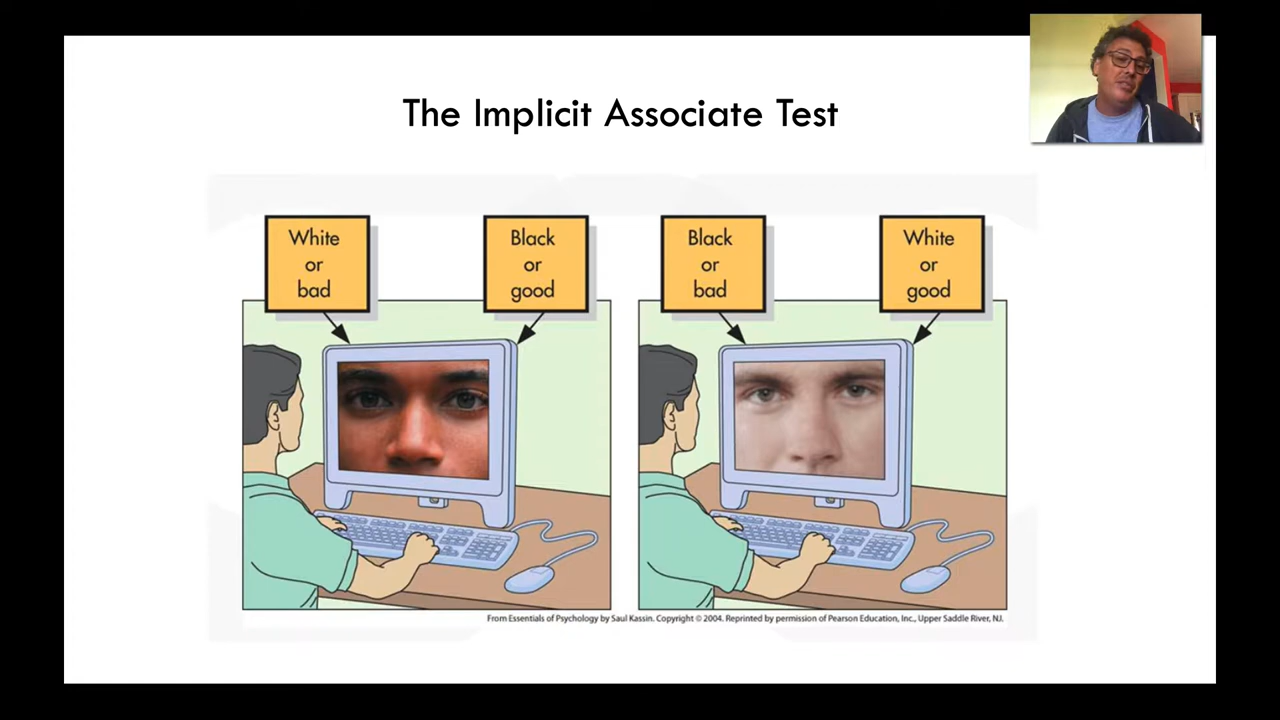 The Implicit Associate Test
White
or
bad
Black
or
good
Black
or
bad
White
or
good
From Essentials of Psychology by Saul Kassin. Copyright © 2004. Reprinted by permission of Pearson Education, Inc., Upper Saddle River, NJ.